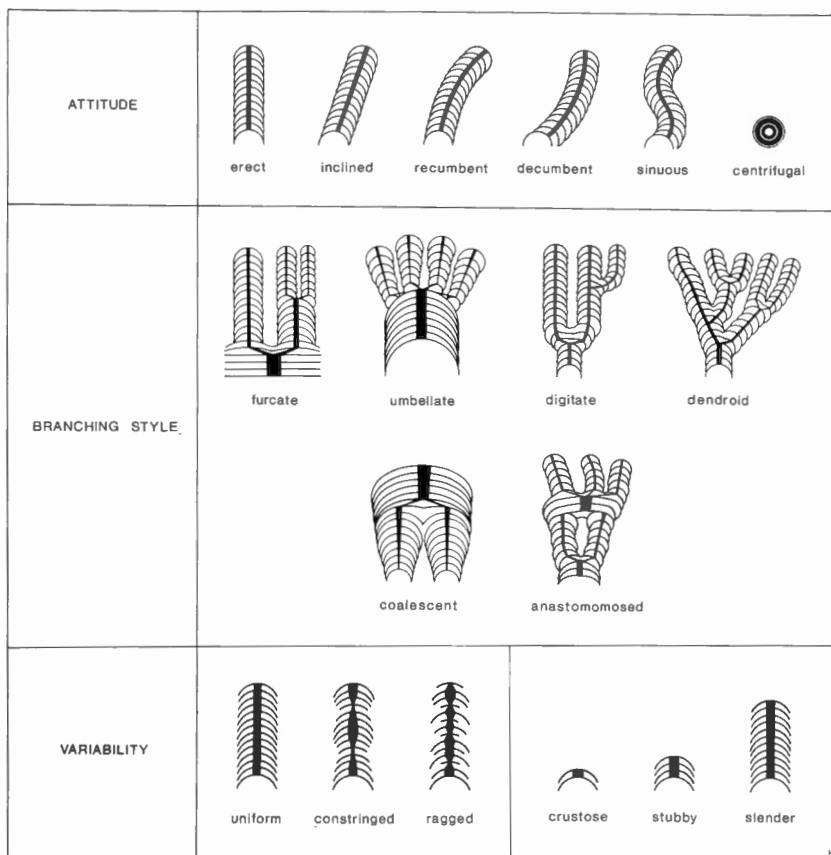 ATTITUDE
erect inclined recumbent decumbent sinuous centrifugal
BRANCHING STYLE
furcate umbellate digitate dendroid
coalescent anastomomosed
VARIABILITY
uniform constringed ragged crustose stubby slender